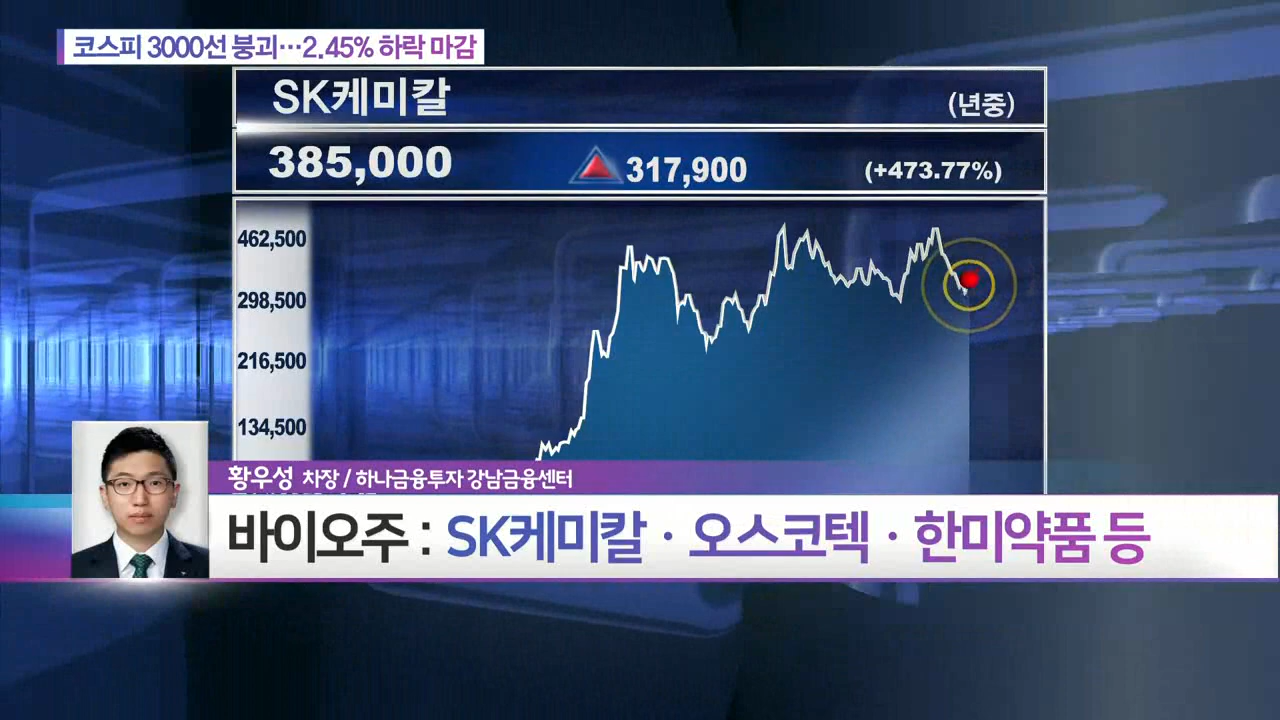 코스피 3000선 붕괴…2.45% 하락 마감
SK케미칼 (년중)
385,000 317,900 (+473.77%)
462,500
298,500
216,500
134,500
황우성 차장 / 하나금융투자 강남금융센터
바이오주 : SK케미칼 · 오스코텍 · 한미약품 등